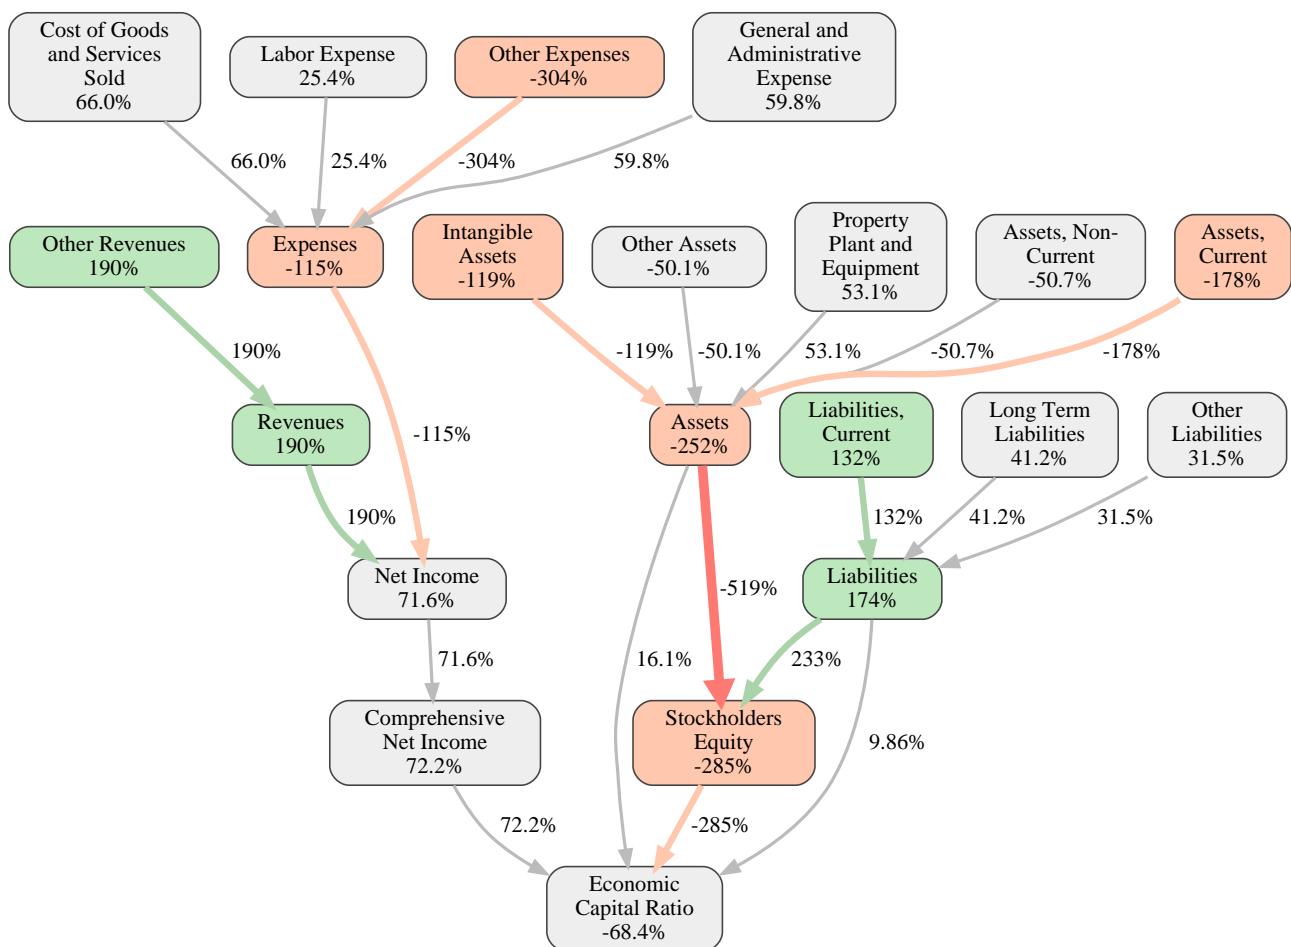 Cost of Goods
and Services
Sold
66.0%
Labor Expense
25.4%
Other Expenses
-304%
General and
Administrative
Expense
59.8%
66.0%
25.4%
-304%
59.8%
Other Revenues
190%
Expenses
-115%
Intangible
Assets
-119%
Other Assets
-50.1%
Property
Plant and
Equipment
53.1%
Assets, Non-
Current
-50.7%
Assets,
Current
-178%
190%
-119%
-50.1%
53.1%
-50.7%
-178%
Revenues
190%
-115%
Assets
-252%
Liabilities,
Current
132%
Long Term
Liabilities
41.2%
Other
Liabilities
31.5%
190%
132%
41.2%
31.5%
Net Income
71.6%
-519%
Liabilities
174%
71.6%
16.1%
233%
Comprehensive
Net Income
72.2%
Stockholders
Equity
-285%
9.86%
72.2%
-285%
Economic
Capital Ratio
-68.4%